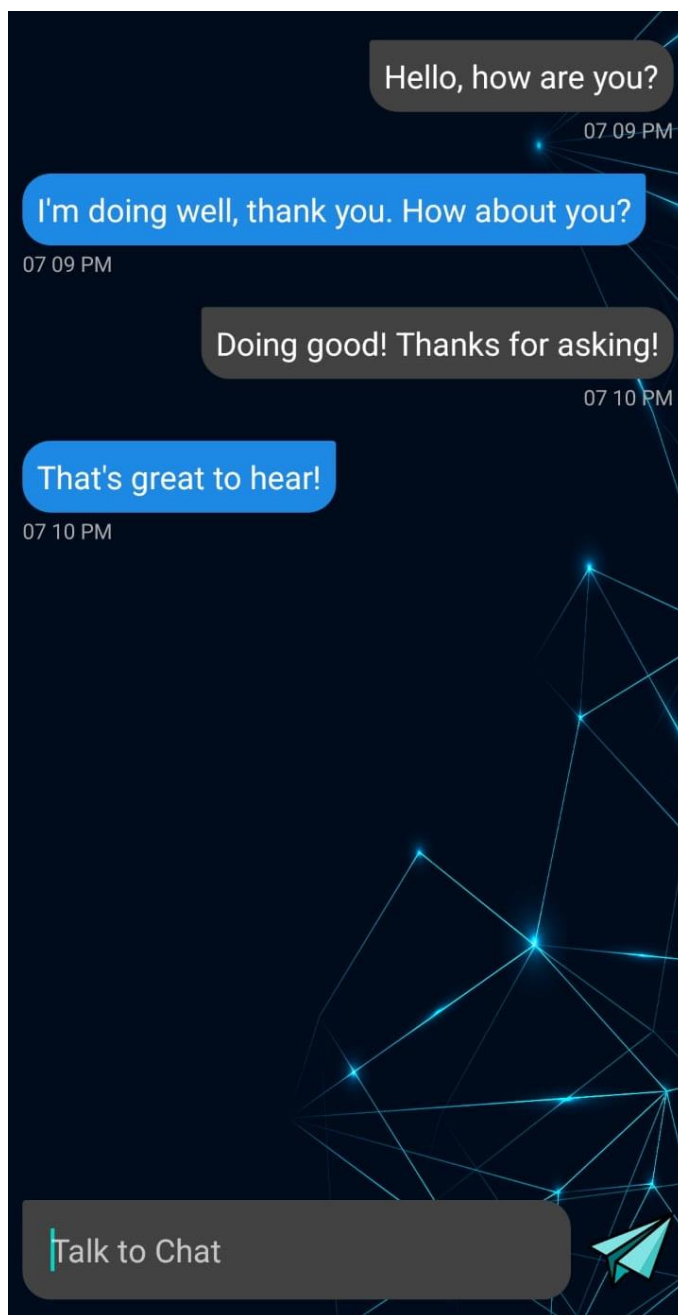 Hello, how are you?
07 09 PM
I'm doing well, thank you. How about you?
07 09 PM
Doing good! Thanks for asking!
07 10 PM
That's great to hear!
07 10 PM
Talk to Chat